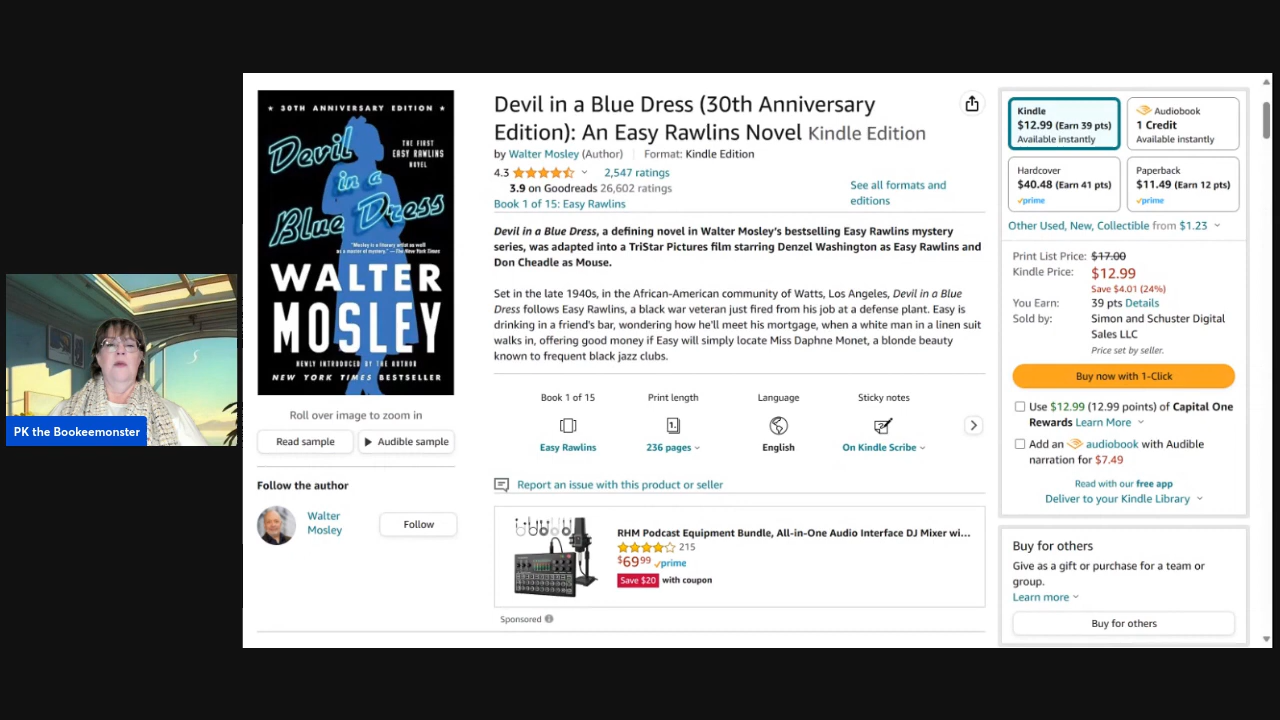 PK the Bookeemonster
★ 30TH ANNIVERSARY EDITION ★
Devil
in a
Blue Dress
THE FIRST
EASY RAWLINS
NOVEL
"Mosley is a literary artist as well
as a master of mystery." —The New York Times
WALTER
MOSLEY
NEWLY INTRODUCED BY THE AUTHOR
NEW YORK TIMES BESTSELLER
Roll over image to zoom in
Read sample
Audible sample
Follow the author
Walter
Mosley
Follow
Devil in a Blue Dress (30th Anniversary
Edition): An Easy Rawlins Novel Kindle Edition
by Walter Mosley (Author) Format: Kindle Edition
4.3 2,547 ratings
3.9 on Goodreads 26,602 ratings
See all formats and
editions
Book 1 of 15: Easy Rawlins
Devil in a Blue Dress, a defining novel in Walter Mosley's bestselling Easy Rawlins mystery
series, was adapted into a TriStar Pictures film starring Denzel Washington as Easy Rawlins and
Don Cheadle as Mouse.
Set in the late 1940s, in the African-American community of Watts, Los Angeles, Devil in a Blue
Dress follows Easy Rawlins, a black war veteran just fired from his job at a defense plant. Easy is
drinking in a friend's bar, wondering how he'll meet his mortgage, when a white man in a linen suit
walks in, offering good money if Easy will simply locate Miss Daphne Monet, a blonde beauty
known to frequent black jazz clubs.
Book 1 of 15
Easy Rawlins
Print length
236 pages
Language
English
Sticky notes
On Kindle Scribe
Report an issue with this product or seller
RHM Podcast Equipment Bundle, All-in-One Audio Interface DJ Mixer wi...
215
$69.99 prime
Save $20 with coupon
Sponsored
Kindle
$12.99 (Earn 39 pts)
Available instantly
Audiobook
1 Credit
Available instantly
Hardcover
$40.48 (Earn 41 pts)
prime
Paperback
$11.49 (Earn 12 pts)
prime
Other Used, New, Collectible from $1.23
Print List Price: $17.00
Kindle Price: $12.99
Save $4.01 (24%)
You Earn: 39 pts Details
Sold by: Simon and Schuster Digital
Sales LLC
Price set by seller.
Buy now with 1-Click
Use $12.99 (12.99 points) of Capital One
Rewards Learn More
Add an audiobook with Audible
narration for $7.49
Read with our free app
Deliver to your Kindle Library
Buy for others
Give as a gift or purchase for a team or
group.
Learn more
Buy for others